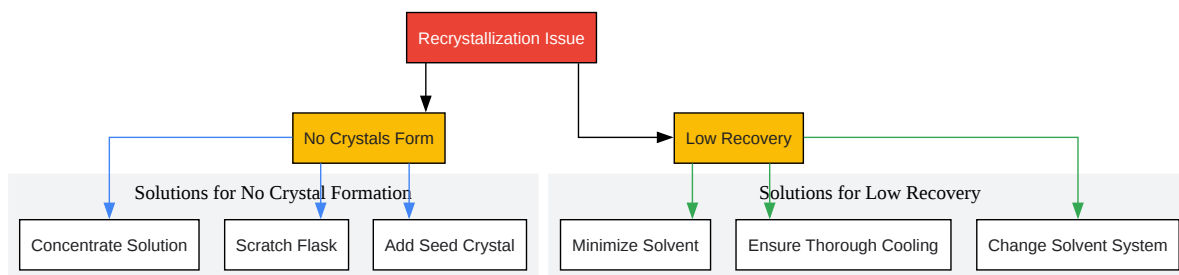 Recrystallization Issue
No Crystals Form
Low Recovery
Solutions for No Crystal Formation
Solutions for Low Recovery
Concentrate Solution
Scratch Flask
Add Seed Crystal
Minimize Solvent
Ensure Thorough Cooling
Change Solvent System